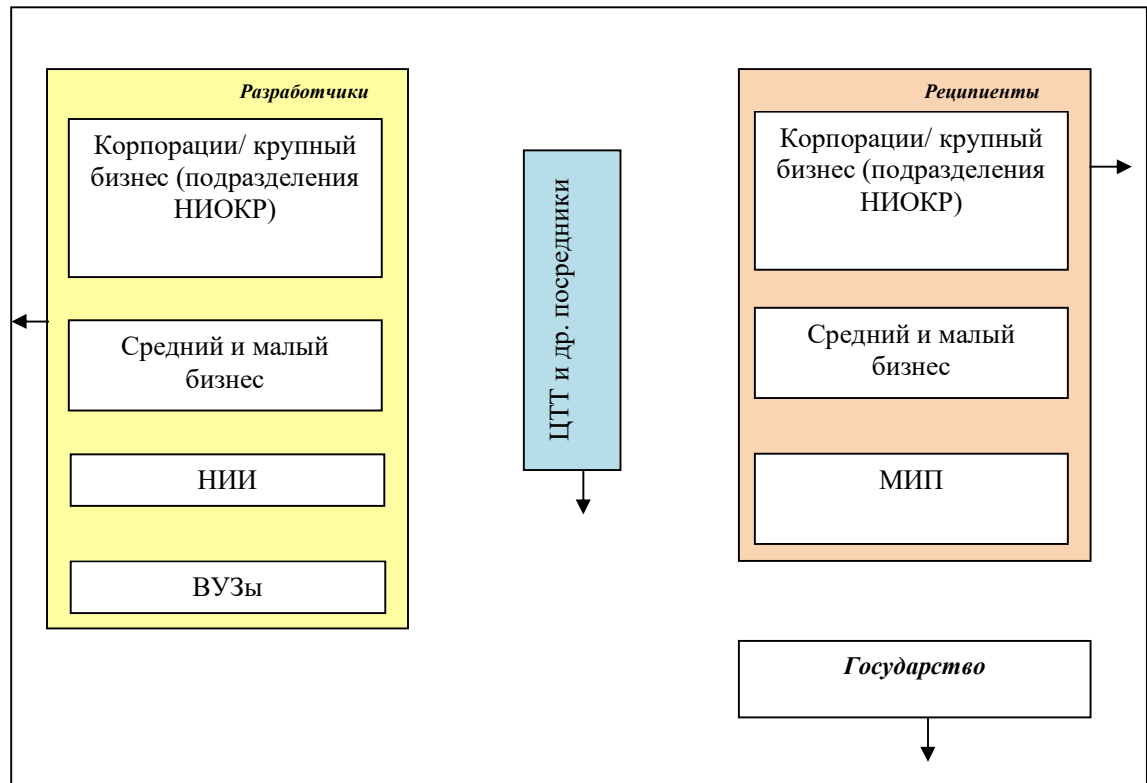 Разработчики
Корпорации/ крупный
бизнес (подразделения
НИОКР)
Средний и малый
бизнес
НИИ
ВУЗы
ЦТТ и др. посредники
Реципиенты
Корпорации/ крупный
бизнес (подразделения
НИОКР)
Средний и малый
бизнес
МИП
Государство